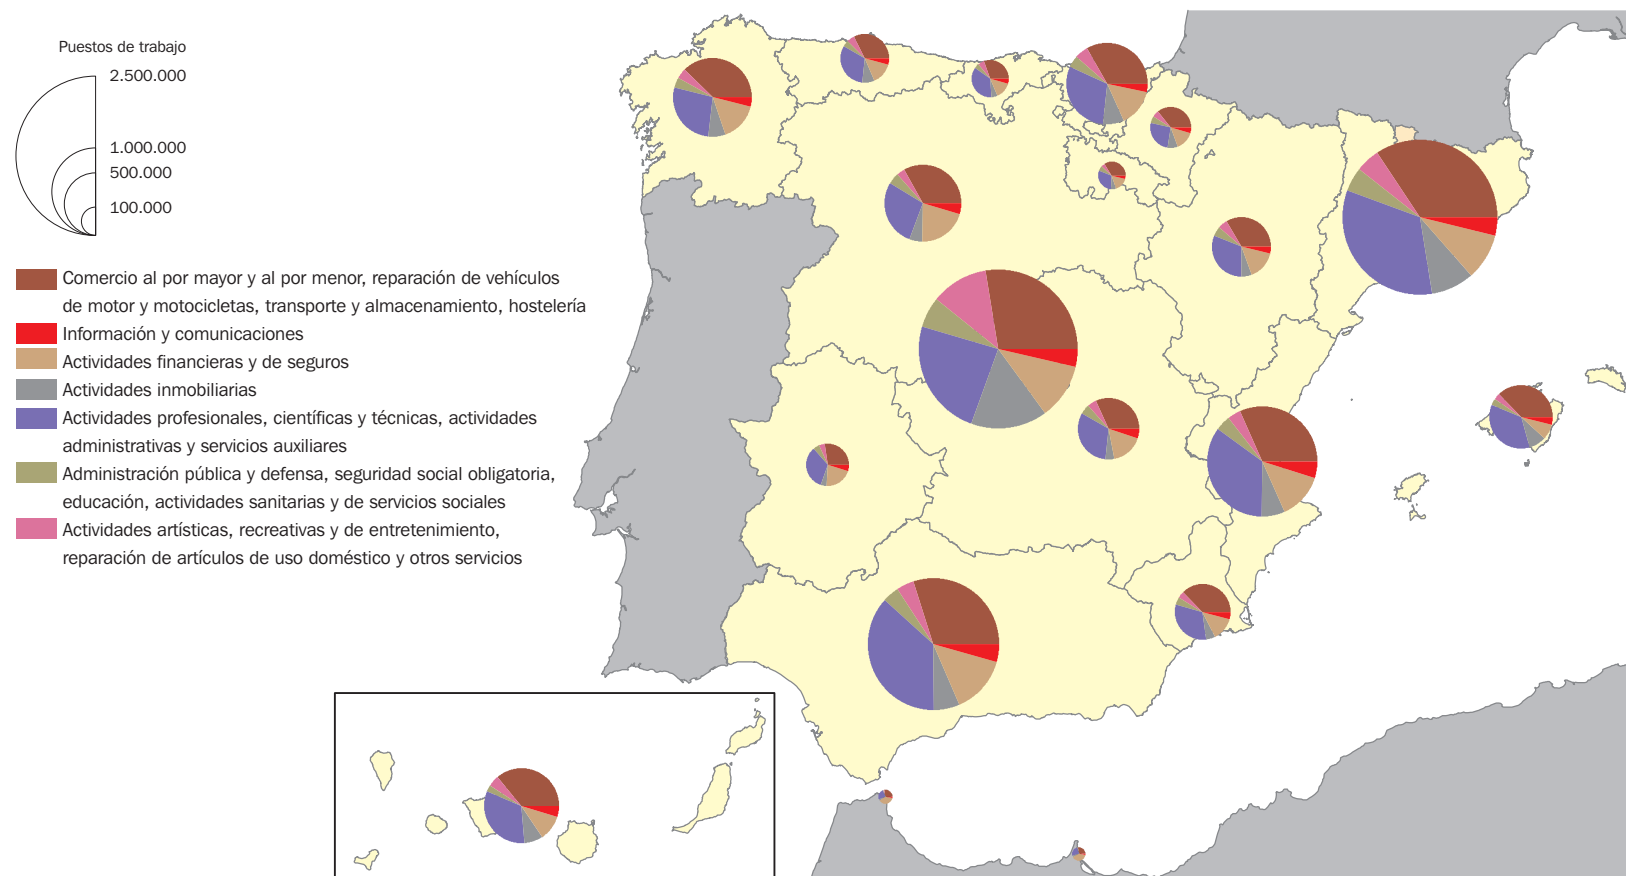 Puestos de trabajo
2.500.000
1.000.000
500.000
100.000
Comercio al por mayor y al por menor, reparación de vehículos
de motor y motocicletas, transporte y almacenamiento, hostelería
Información y comunicaciones
Actividades financieras y de seguros
Actividades inmobiliarias
Actividades profesionales, científicas y técnicas, actividades
administrativas y servicios auxiliares
Administración pública y defensa, seguridad social obligatoria,
educación, actividades sanitarias y de servicios sociales
Actividades artísticas, recreativas y de entretenimiento,
reparación de artículos de uso doméstico y otros servicios